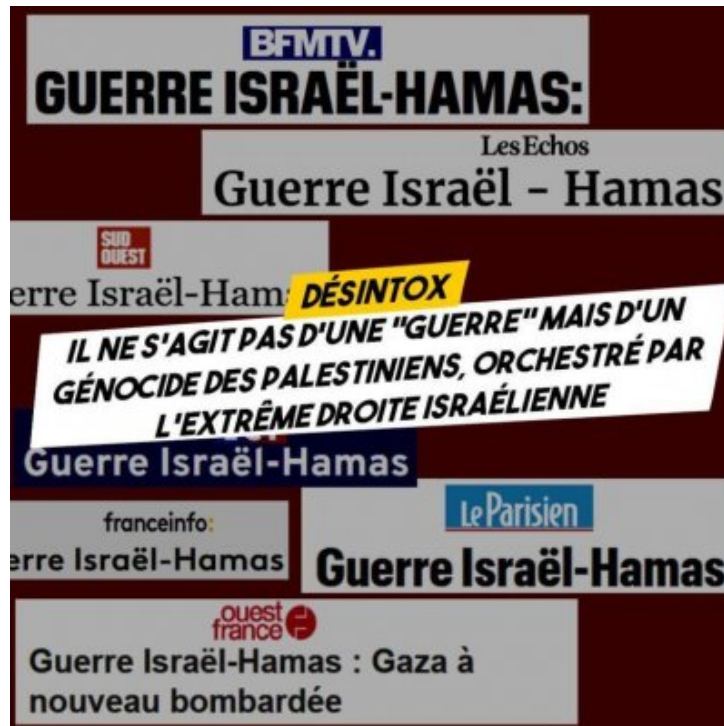 BFMTV.
GUERRE ISRAËL-HAMAS:
Les Echos
Guerre Israël - Hamas
SUD
OUEST
erre Israël-Ham
DÉSINTOX
IL NE S'AGIT PAS D'UNE "GUERRE" MAIS D'UN
GÉNOCIDE DES PALESTINIENS, ORCHESTRÉ PAR
L'EXTRÊME DROITE ISRAÉLIENNE
Guerre Israël-Hamas
franceinfo:
erre Israël-Hamas
Le Parisien
Guerre Israël-Hamas
ouest
france
Guerre Israël-Hamas : Gaza à
nouveau bombardée